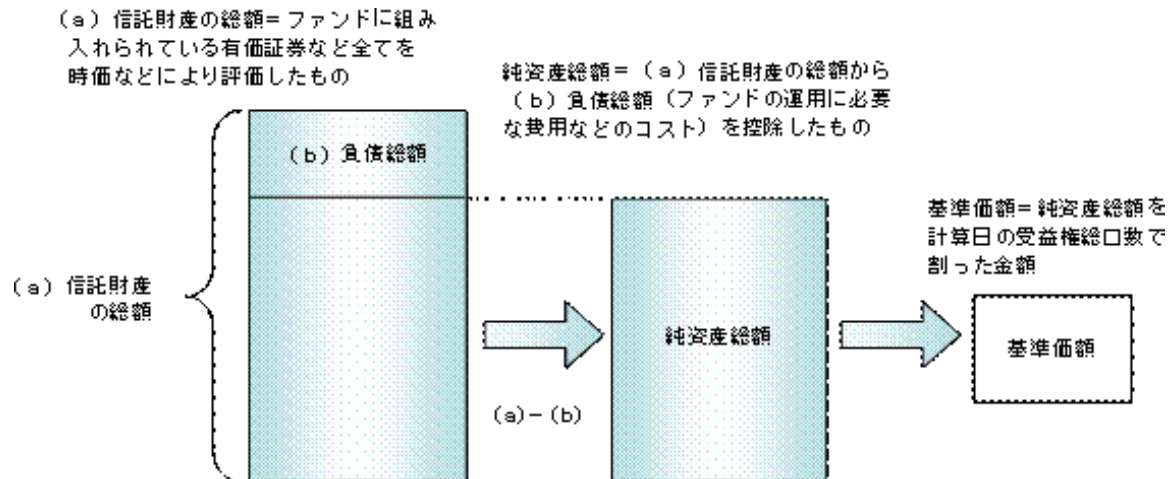 (a) 信託財産の総額=ファンドに組み
入れられている有価証券など全てを
時価などにより評価したもの
純資産総額=(a)信託財産の総額から
(b)負債総額(ファンドの運用に必要
な費用などのコスト)を控除したもの
(b)負債総額
基準価額=純資産総額を
計算日の受益権総口数で
割った金額
(a)信託財産
の総額
純資産総額
基準価額
(a)-(b)